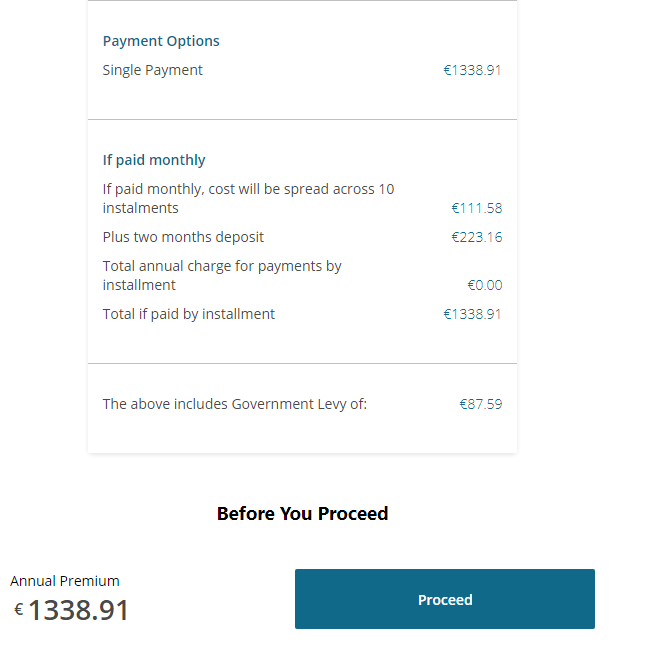 Payment Options
Single Payment €1338.91
If paid monthly
If paid monthly, cost will be spread across 10
instalments €111.58
Plus two months deposit €223.16
Total annual charge for payments by
installment €0.00
Total if paid by installment €1338.91
The above includes Government Levy of: €87.59
Before You Proceed
Annual Premium
€ 1338.91
Proceed